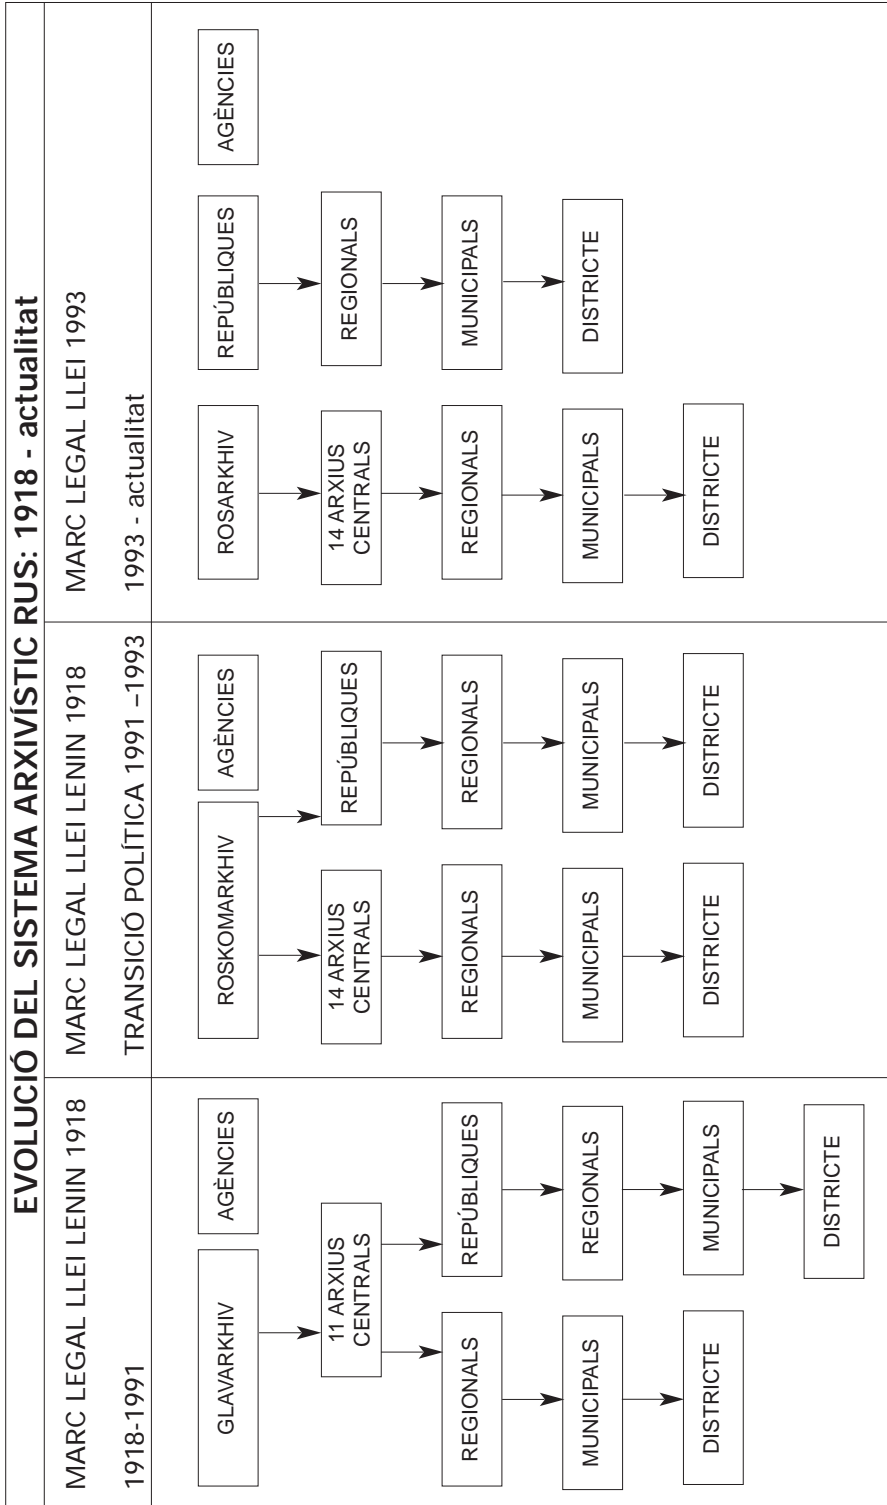 EVOLUCIÓ DEL SISTEMA ARXIVÍSTIC RUS: 1918 - actualitat
MARC LEGAL LLEI LENIN 1918
1918-1991
GLAVARKHIV
AGÈNCIES
11 ARXIUS
CENTRALS
REGIONALS
REPÚBLIQUES
MUNICIPALS
REGIONALS
DISTRICTE
MUNICIPALS
DISTRICTE
MARC LEGAL LLEI LENIN 1918
TRANSICIÓ POLÍTICA 1991 –1993
ROSKOMARKHIV
AGÈNCIES
14 ARXIUS
CENTRALS
REPÚBLIQUES
REGIONALS
REGIONALS
MUNICIPALS
MUNICIPALS
DISTRICTE
DISTRICTE
MARC LEGAL LLEI 1993
1993 - actualitat
ROSARKHIV
REPÚBLIQUES
AGÈNCIES
14 ARXIUS
CENTRALS
REGIONALS
REGIONALS
MUNICIPALS
MUNICIPALS
DISTRICTE
DISTRICTE